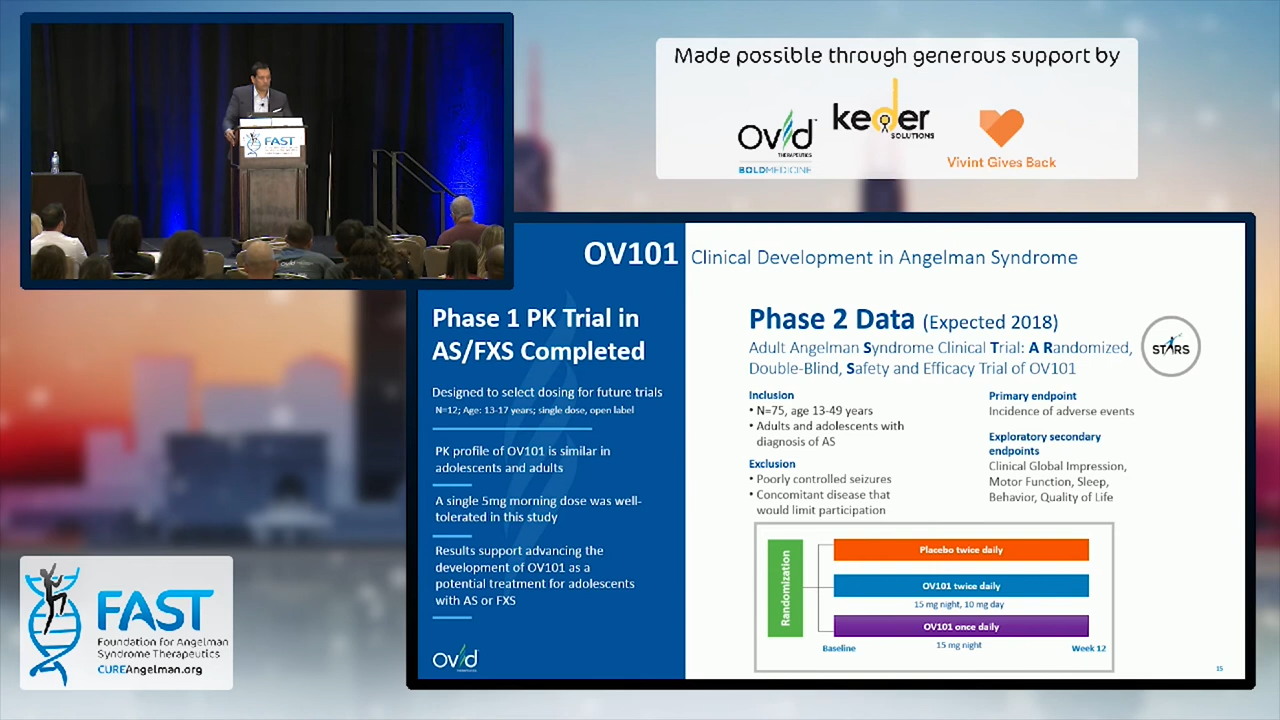 Made possible through generous support by
Ovid
THERAPEUTICS
BOLDMEDICINE
keder
SOLUTIONS
Vivint Gives Back
FAST
OV101 Clinical Development in Angelman Syndrome
Phase 1 PK Trial in
AS/FXS Completed
Designed to select dosing for future trials
N=12; Age: 13-17 years; single dose, open label
PK profile of OV101 is similar in
adolescents and adults
A single 5mg morning dose was well-
tolerated in this study
Results support advancing the
development of OV101 as a
potential treatment for adolescents
with AS or FXS
Ovid
Phase 2 Data (Expected 2018)
STARS
Adult Angelman Syndrome Clinical Trial: A Randomized,
Double-Blind, Safety and Efficacy Trial of OV101
Inclusion
• N=75, age 13-49 years
• Adults and adolescents with
diagnosis of AS
Exclusion
• Poorly controlled seizures
• Concomitant disease that
would limit participation
Primary endpoint
Incidence of adverse events
Exploratory secondary
endpoints
Clinical Global Impression,
Motor Function, Sleep,
Behavior, Quality of Life
Randomization
Placebo twice daily
OV101 twice daily
15 mg night, 10 mg day
OV101 once daily
15 mg night
Baseline
Week 12
15
FAST
Foundation for Angelman
Syndrome Therapeutics
CUREAngelman.org